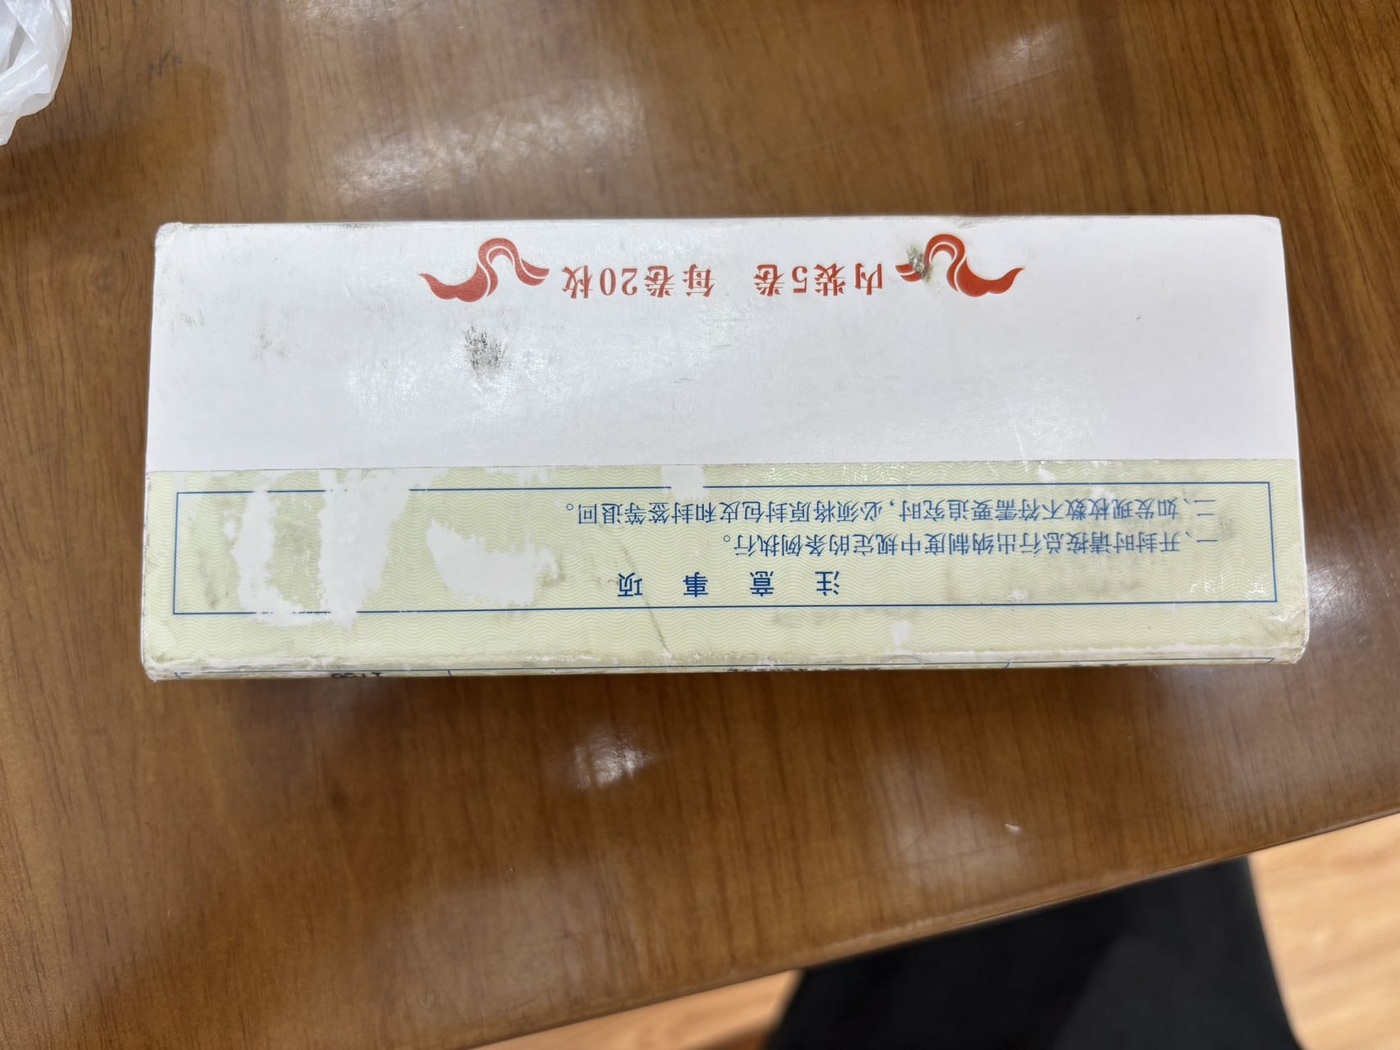 注意事项
一、开封时请按总行出纳制度中规定的条例执行。
二、如发现枚数不符需要追究时，必须将原封包皮和封签等退回。
内装5卷 每卷20枚